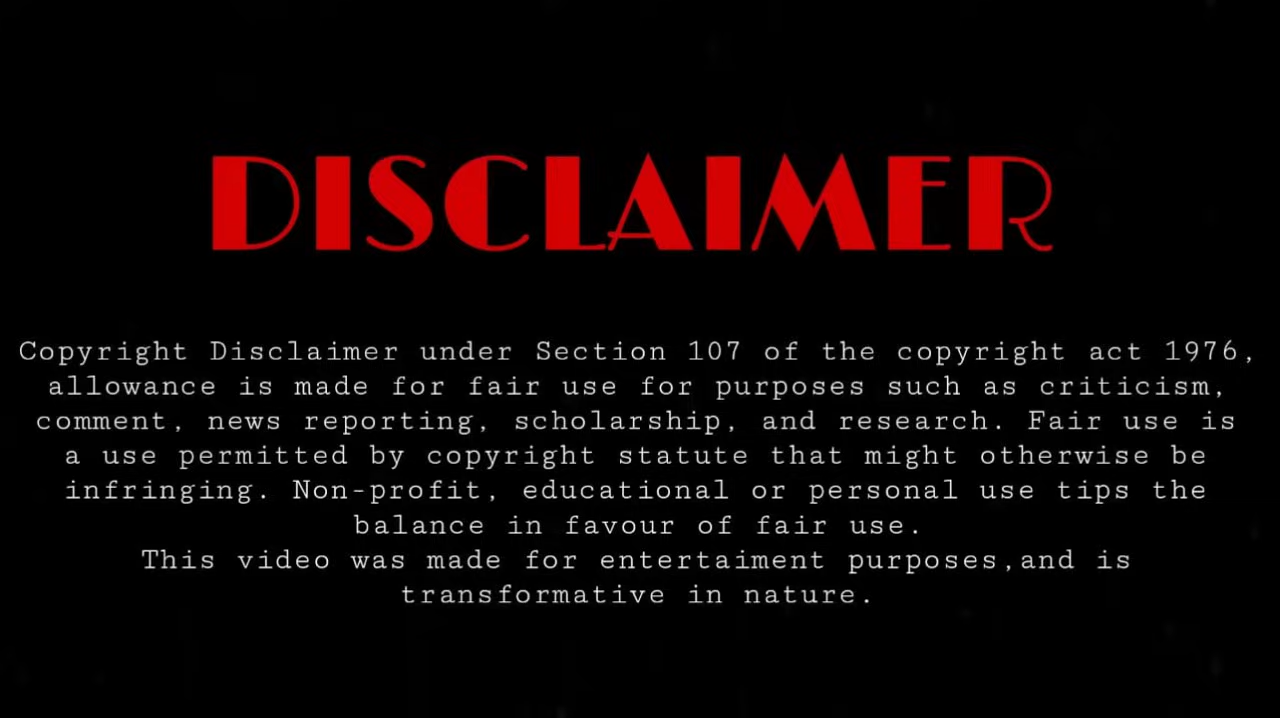 DISCLAIMER
Copyright Disclaimer under Section 107 of the copyright act 1976,
allowance is made for fair use for purposes such as criticism,
comment, news reporting, scholarship, and research. Fair use is
a use permitted by copyright statute that might otherwise be
infringing. Non-profit, educational or personal use tips the
balance in favour of fair use.
This video was made for entertaiment purposes,and is
transformative in nature.